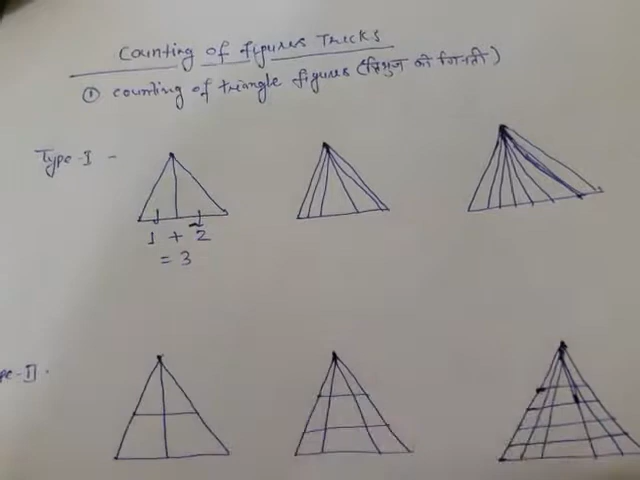 Counting of figures Tricks
① counting of triangle figures (त्रिभुज की गिनती)
Type-I -
1 + 2
= 3
pe-II -